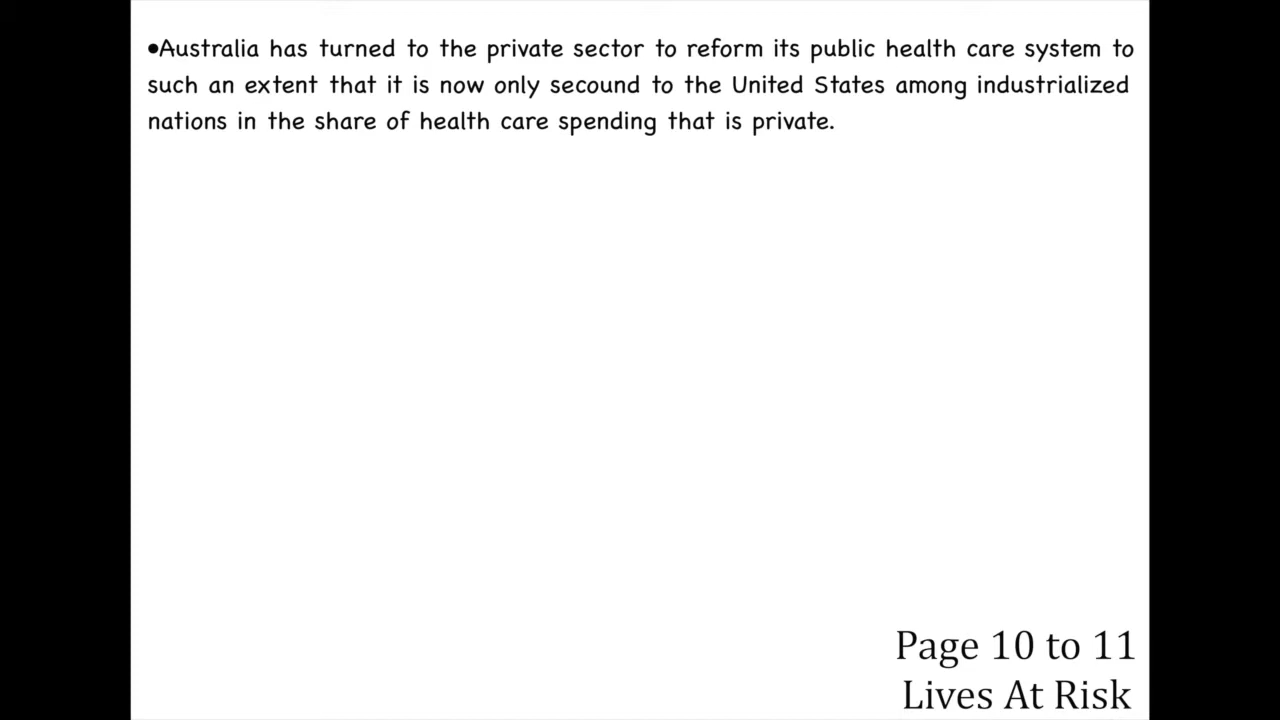 •Australia has turned to the private sector to reform its public health care system to
such an extent that it is now only secound to the United States among industrialized
nations in the share of health care spending that is private.
Page 10 to 11
Lives At Risk